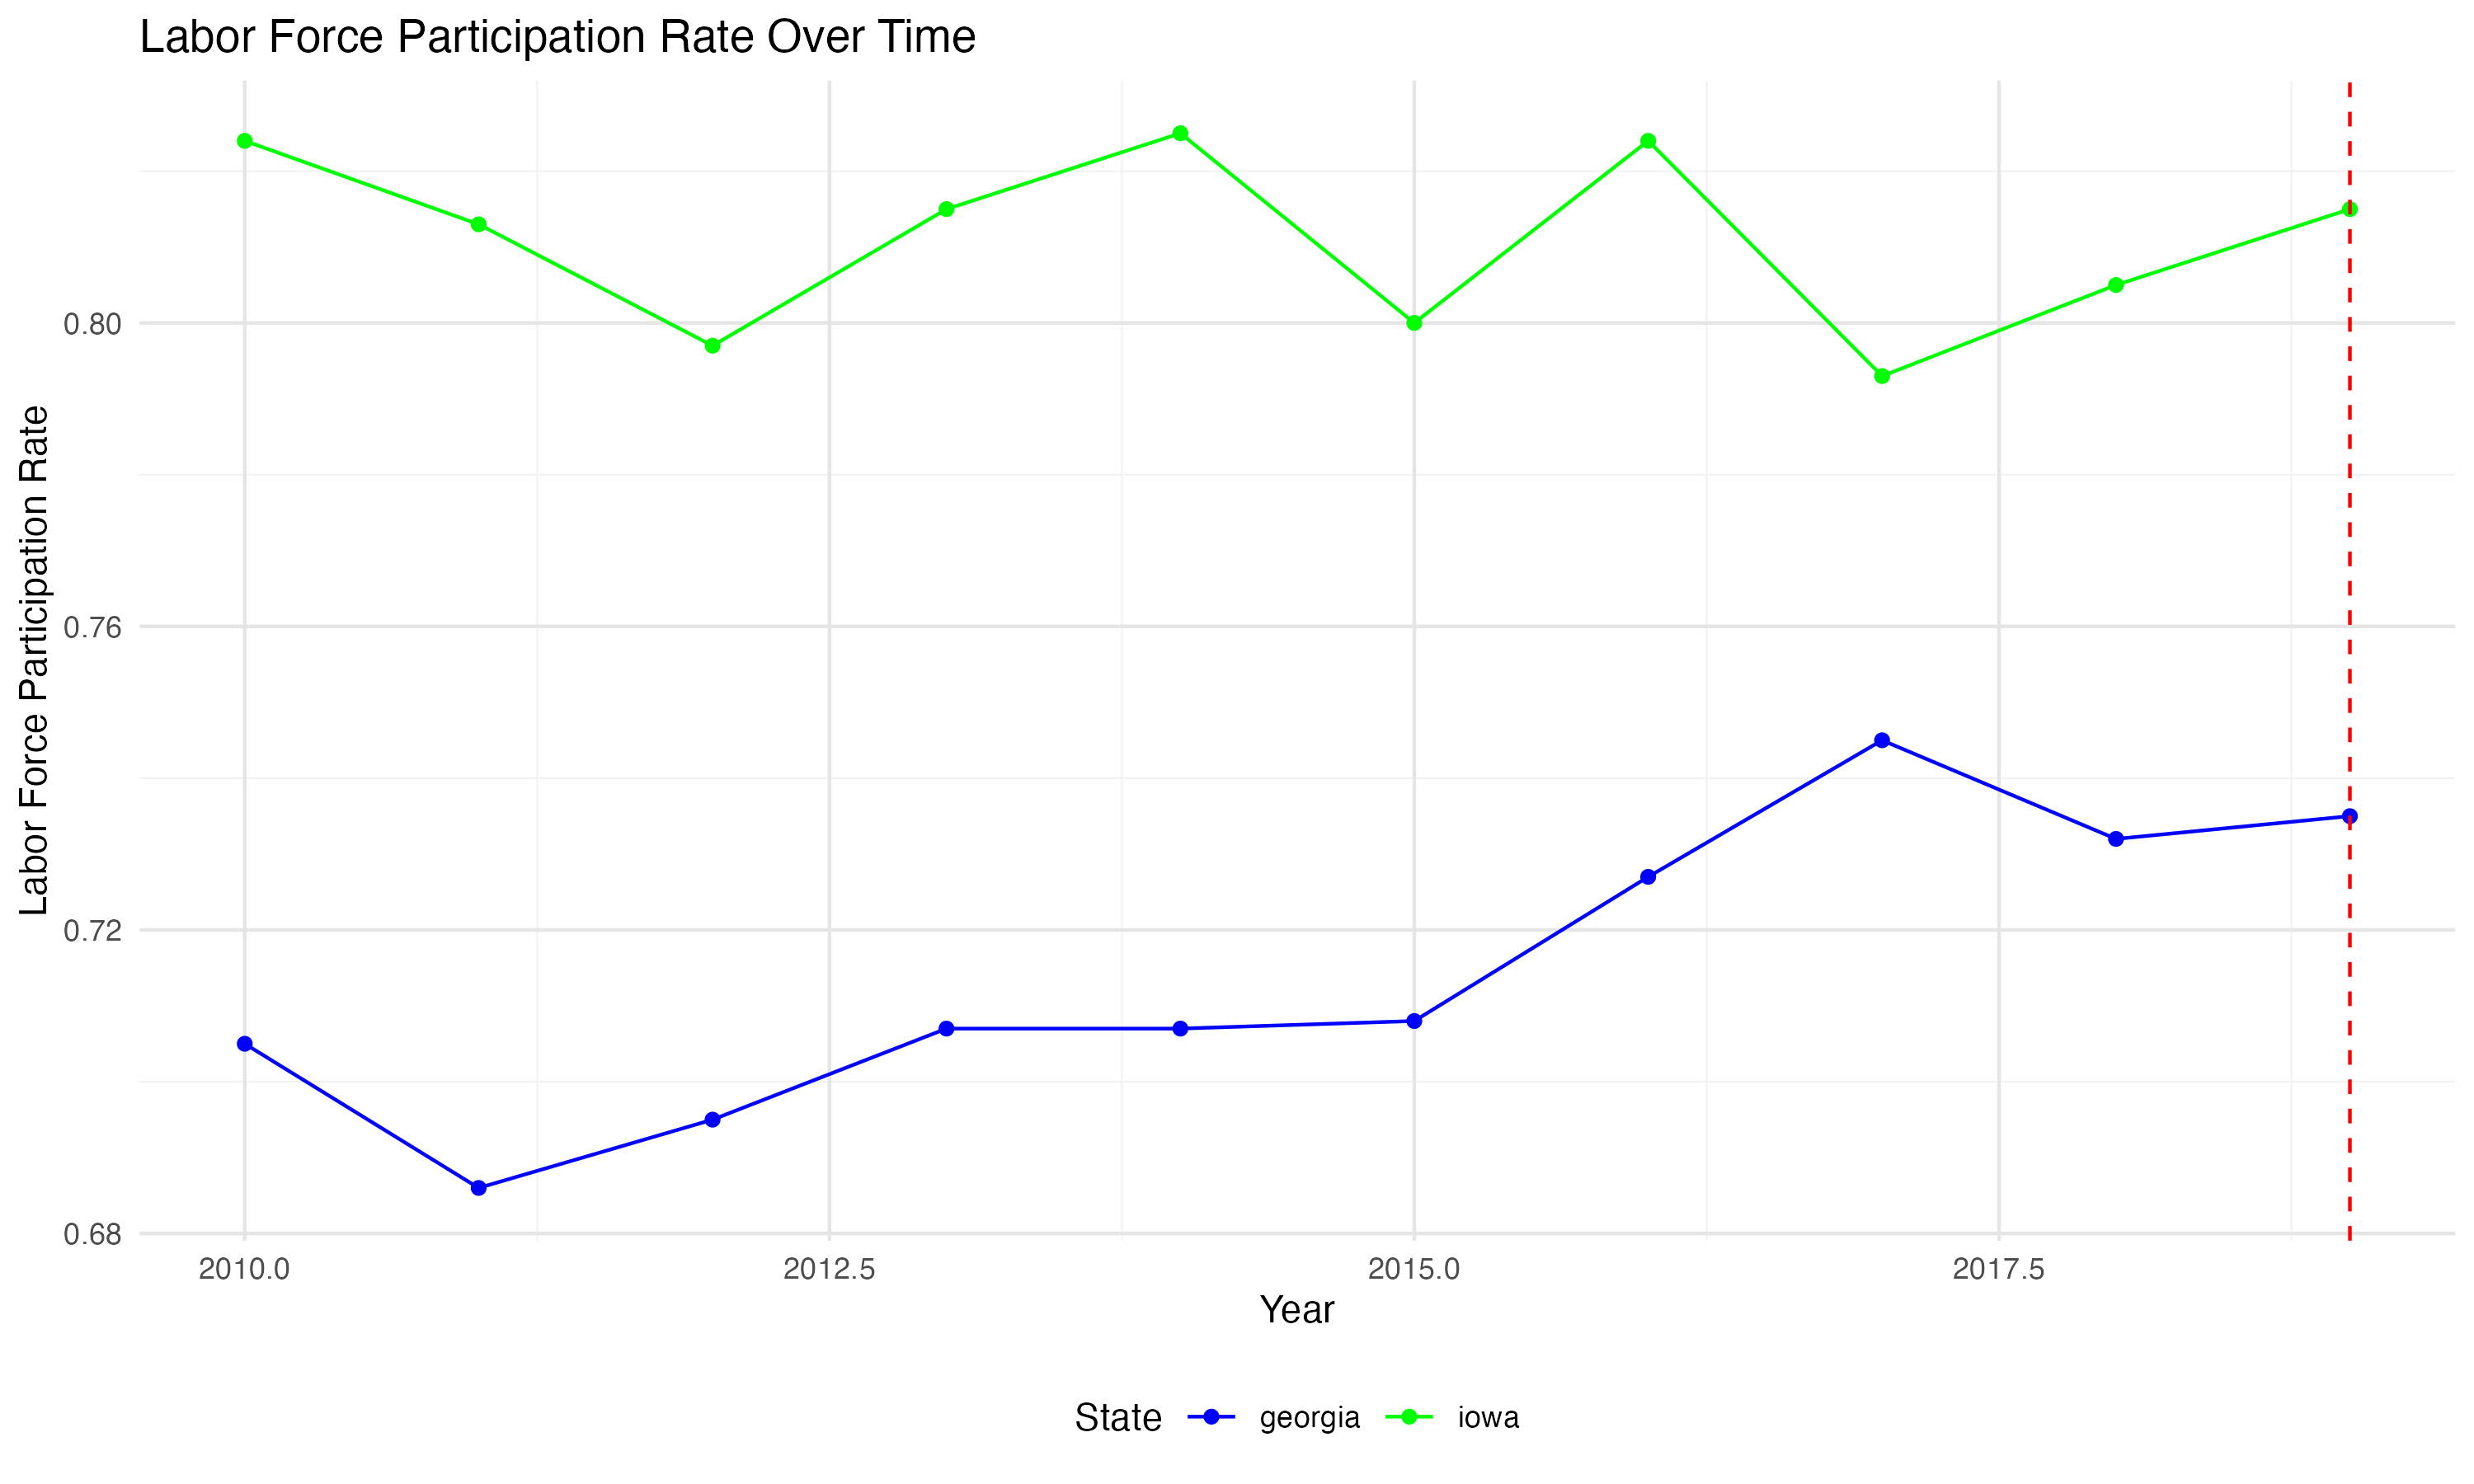 Labor Force Participation Rate Over Time
Labor Force Participation Rate
0.80
0.76
0.72
0.68
2010.0 2012.5 2015.0 2017.5
Year
State georgia iowa